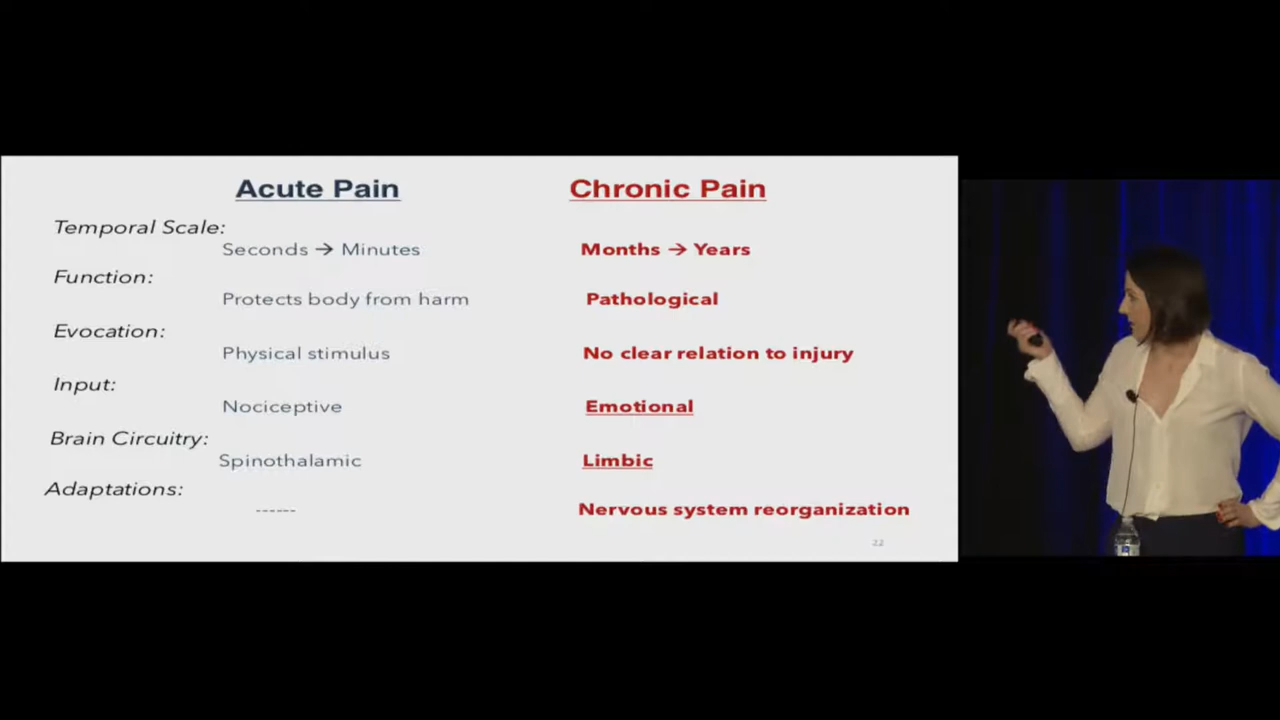 Acute Pain Chronic Pain
Temporal Scale:
Seconds → Minutes Months → Years
Function:
Protects body from harm Pathological
Evocation:
Physical stimulus No clear relation to injury
Input:
Nociceptive Emotional
Brain Circuitry:
Spinothalamic Limbic
Adaptations:
------ Nervous system reorganization
22